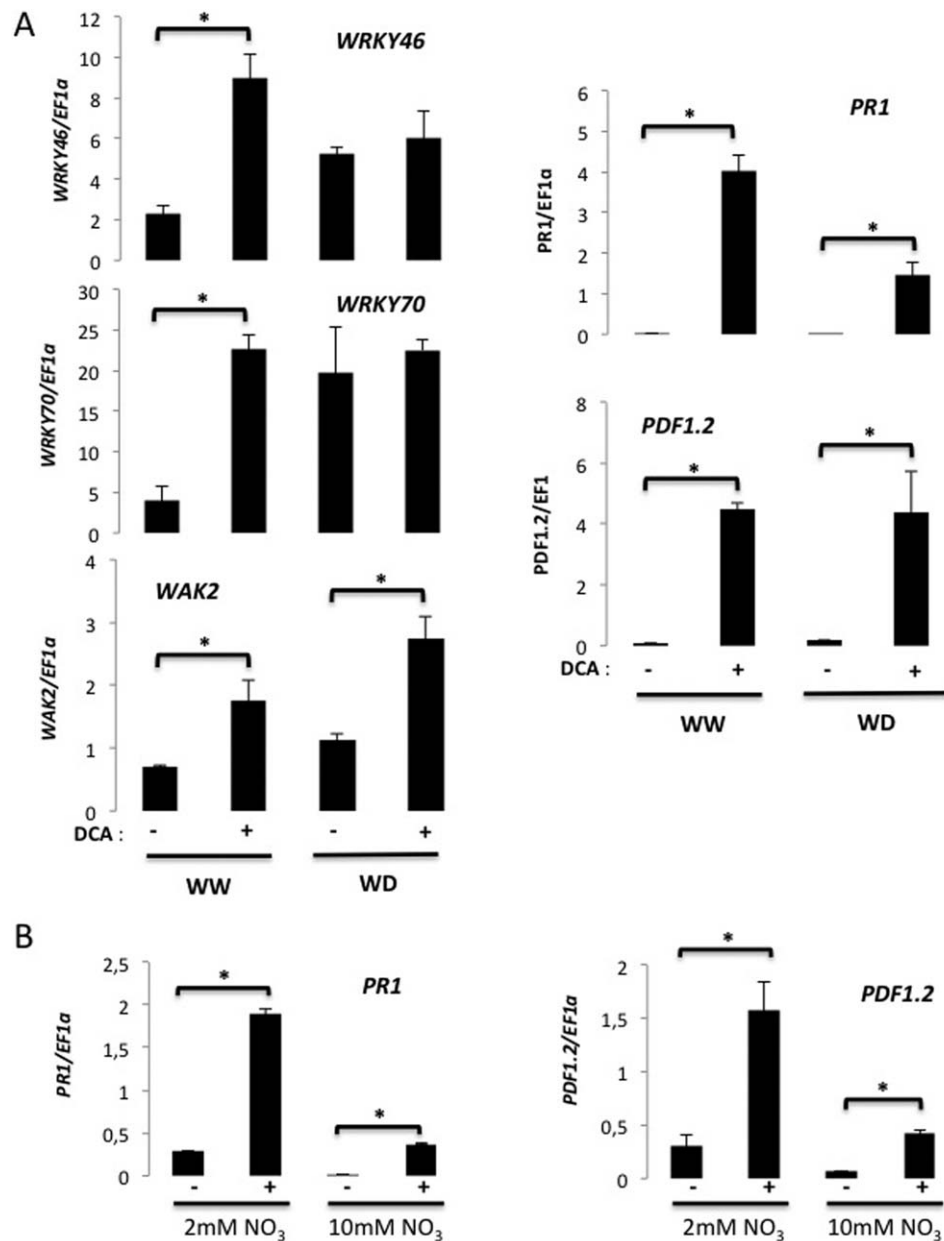 A
WRKY46
WRKY46/EF1a
12
10
8
6
4
2
0
*
WRKY70
WRKY70/EF1a
30
25
20
15
10
5
0
*
WAK2
WAK2/EF1a
4
3
2
1
0
*
*
DCA : - + - +
WW WD
PR1
PR1/EF1a
6
5
4
3
2
1
0
*
*
PDF1.2
PDF1.2/EF1
8
6
4
2
0
*
*
DCA : - + - +
WW WD
B
PR1
PR1/EF1a
2,5
2
1,5
1
0,5
0
*
*
- + - +
2mM NO3 10mM NO3
PDF1.2
PDF1.2/EF1a
2
1,5
1
0,5
0
*
*
- + - +
2mM NO3 10mM NO3